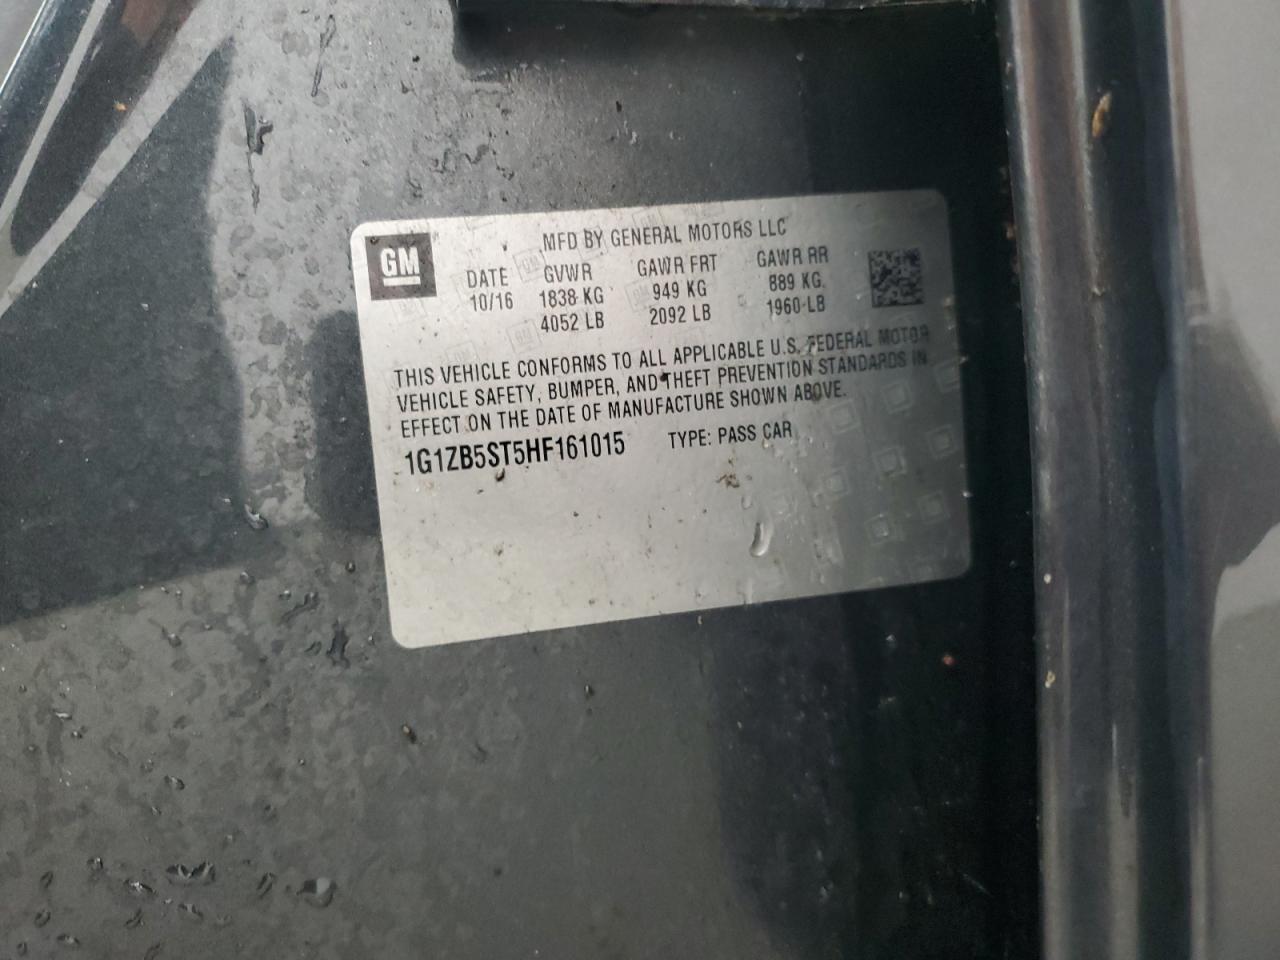 GM
MFD BY GENERAL MOTORS LLC
DATE GVWR GAWR FRT GAWR RR
10/16 1838 KG 949 KG 889 KG
4052 LB 2092 LB 1960 LB
THIS VEHICLE CONFORMS TO ALL APPLICABLE U.S. FEDERAL MOTOR
VEHICLE SAFETY, BUMPER, AND THEFT PREVENTION STANDARDS IN
EFFECT ON THE DATE OF MANUFACTURE SHOWN ABOVE.
1G1ZB5ST5HF161015 TYPE: PASS CAR